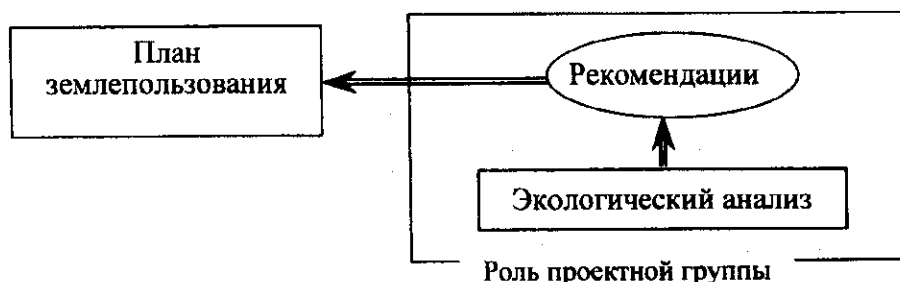 План
землепользования
Рекомендации
Экологический анализ
Роль проектной группы